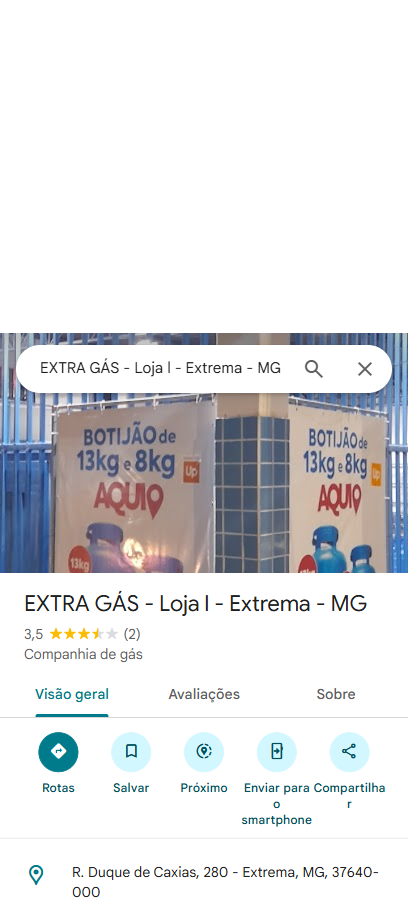 EXTRA GÁS - Loja I - Extrema - MG
BOTIJÃO de
13kg e 8kg
Up
AQUI
13kg
BOTIJÃO de
13kg e 8kg
Up
AQUI
EXTRA GÁS - Loja I - Extrema - MG
3,5 (2)
Companhia de gás
Visão geral
Avaliações
Sobre
Rotas
Salvar
Próximo
Enviar para
o
smartphone
Compartilha
r
R. Duque de Caxias, 280 - Extrema, MG, 37640-
000